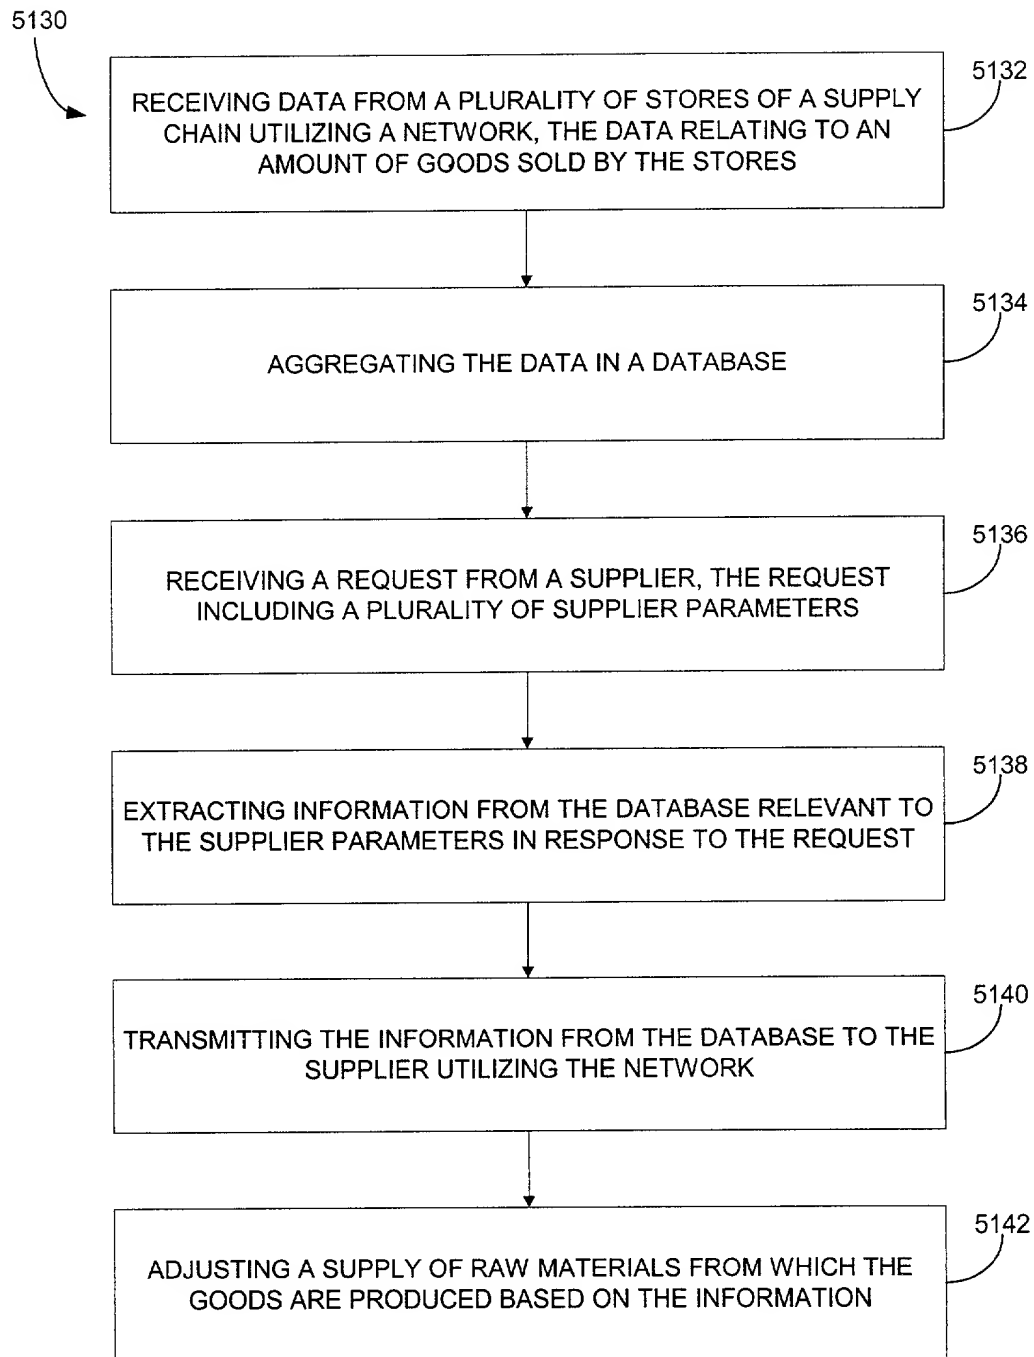 5130
5132
RECEIVING DATA FROM A PLURALITY OF STORES OF A SUPPLY
CHAIN UTILIZING A NETWORK, THE DATA RELATING TO AN
AMOUNT OF GOODS SOLD BY THE STORES
5134
AGGREGATING THE DATA IN A DATABASE
5136
RECEIVING A REQUEST FROM A SUPPLIER, THE REQUEST
INCLUDING A PLURALITY OF SUPPLIER PARAMETERS
5138
EXTRACTING INFORMATION FROM THE DATABASE RELEVANT TO
THE SUPPLIER PARAMETERS IN RESPONSE TO THE REQUEST
5140
TRANSMITTING THE INFORMATION FROM THE DATABASE TO THE
SUPPLIER UTILIZING THE NETWORK
5142
ADJUSTING A SUPPLY OF RAW MATERIALS FROM WHICH THE
GOODS ARE PRODUCED BASED ON THE INFORMATION